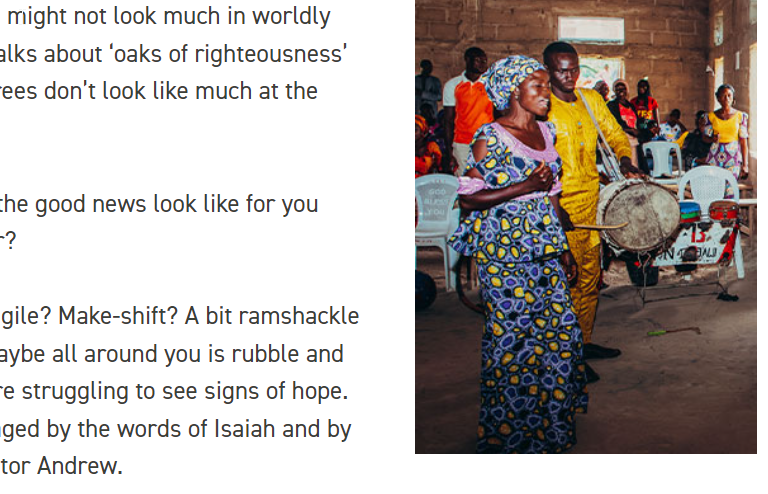 might not look much in worldly
alks about ‘oaks of righteousness’
rees don’t look like much at the
the good news look like for you
r?
gile? Make-shift? A bit ramshackle
aybe all around you is rubble and
re struggling to see signs of hope.
ged by the words of Isaiah and by
tor Andrew.
GOD
BLESS
YOU